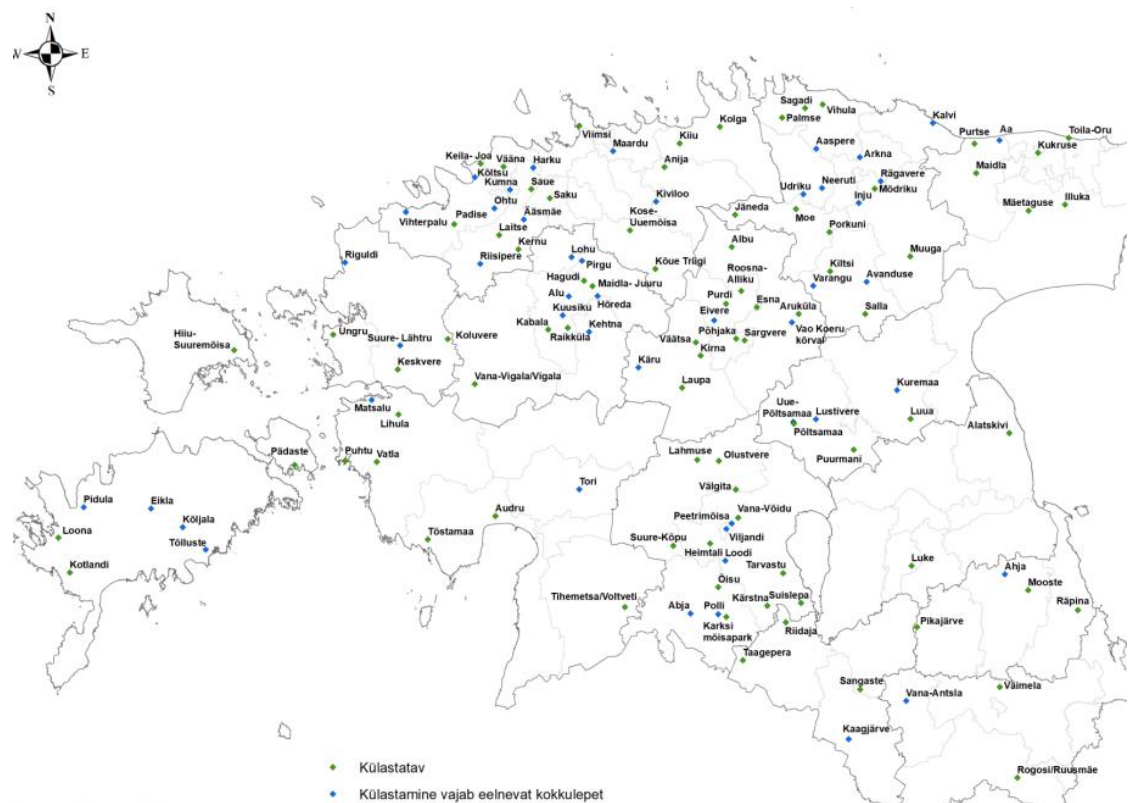 N
W
E
S
Sagadi
Vihula
Palmse
Kalvi
Kolga
Viimsi
Kiiu
Maardu
Purtse
Aa
Toila-Oru
Aaspere
Kukruse
Arkna
Keila- Joa
Vääna
Harku
Anija
Maidla
Költsu
Kumna
Saue
Saku
Rägavere
Neeruti
Udriku
Mõdriku
Inju
Kiviloo
Ohtu
Ääsmäe
Illuka
Mäetaguse
Jäneda
Moe
Kose-
Uuemõisa
Vihterpalu
Padise
Laitse
Porkuni
Kernu
Albu
Lohu
Muuga
Riguldi
Riisipere
Pirgu
Kõue Triigi
Kiltsi
Roosna-
Alliku
Hagudi
Maidla- Juuru
Varangu
Avanduse
Alu
Höreda
Purdi
Esna
Aruküla
Salla
Kuusiku
Eivere
Kabala
Raikküla
Kehtna
Põhjaka
Sargvere
Vao Koeru
kõrval
Väätsa
Kirna
Ungru
Suure- Lähtru
Koluvere
Hiiu-
Suuremõisa
Keskvere
Käru
Vana-Vigala/Vigala
Laupa
Kuremaa
Matsalu
Lihula
Uue-
Põltsamaa
Lustivere
Põltsamaa
Luua
Alatskivi
Puurmani
Pädaste
Puhtu
Vatla
Lahmuse
Olustvere
Välgita
Tori
Pidula
Eikla
Audru
Peetrimõisa
Vana-Võidu
Kõljala
Viljandi
Loona
Tõlluste
Tõstamaa
Suure-Kõpu
Heimtali Loodi
Tarvastu
Luke
Ahja
Kotlandi
Mooste
Õisu
Tihemetsa/Voltveti
Abja
Polli
Kärstna
Suislepa
Räpina
Karksi
mõisapark
Riidaja
Pikajärve
Taagepera
Sangaste
Vana-Antsla
Väimela
Kaagjärve
Rogosi/Ruusmäe
Külastatav
Külastamine vajab eelnevat kokkulepet